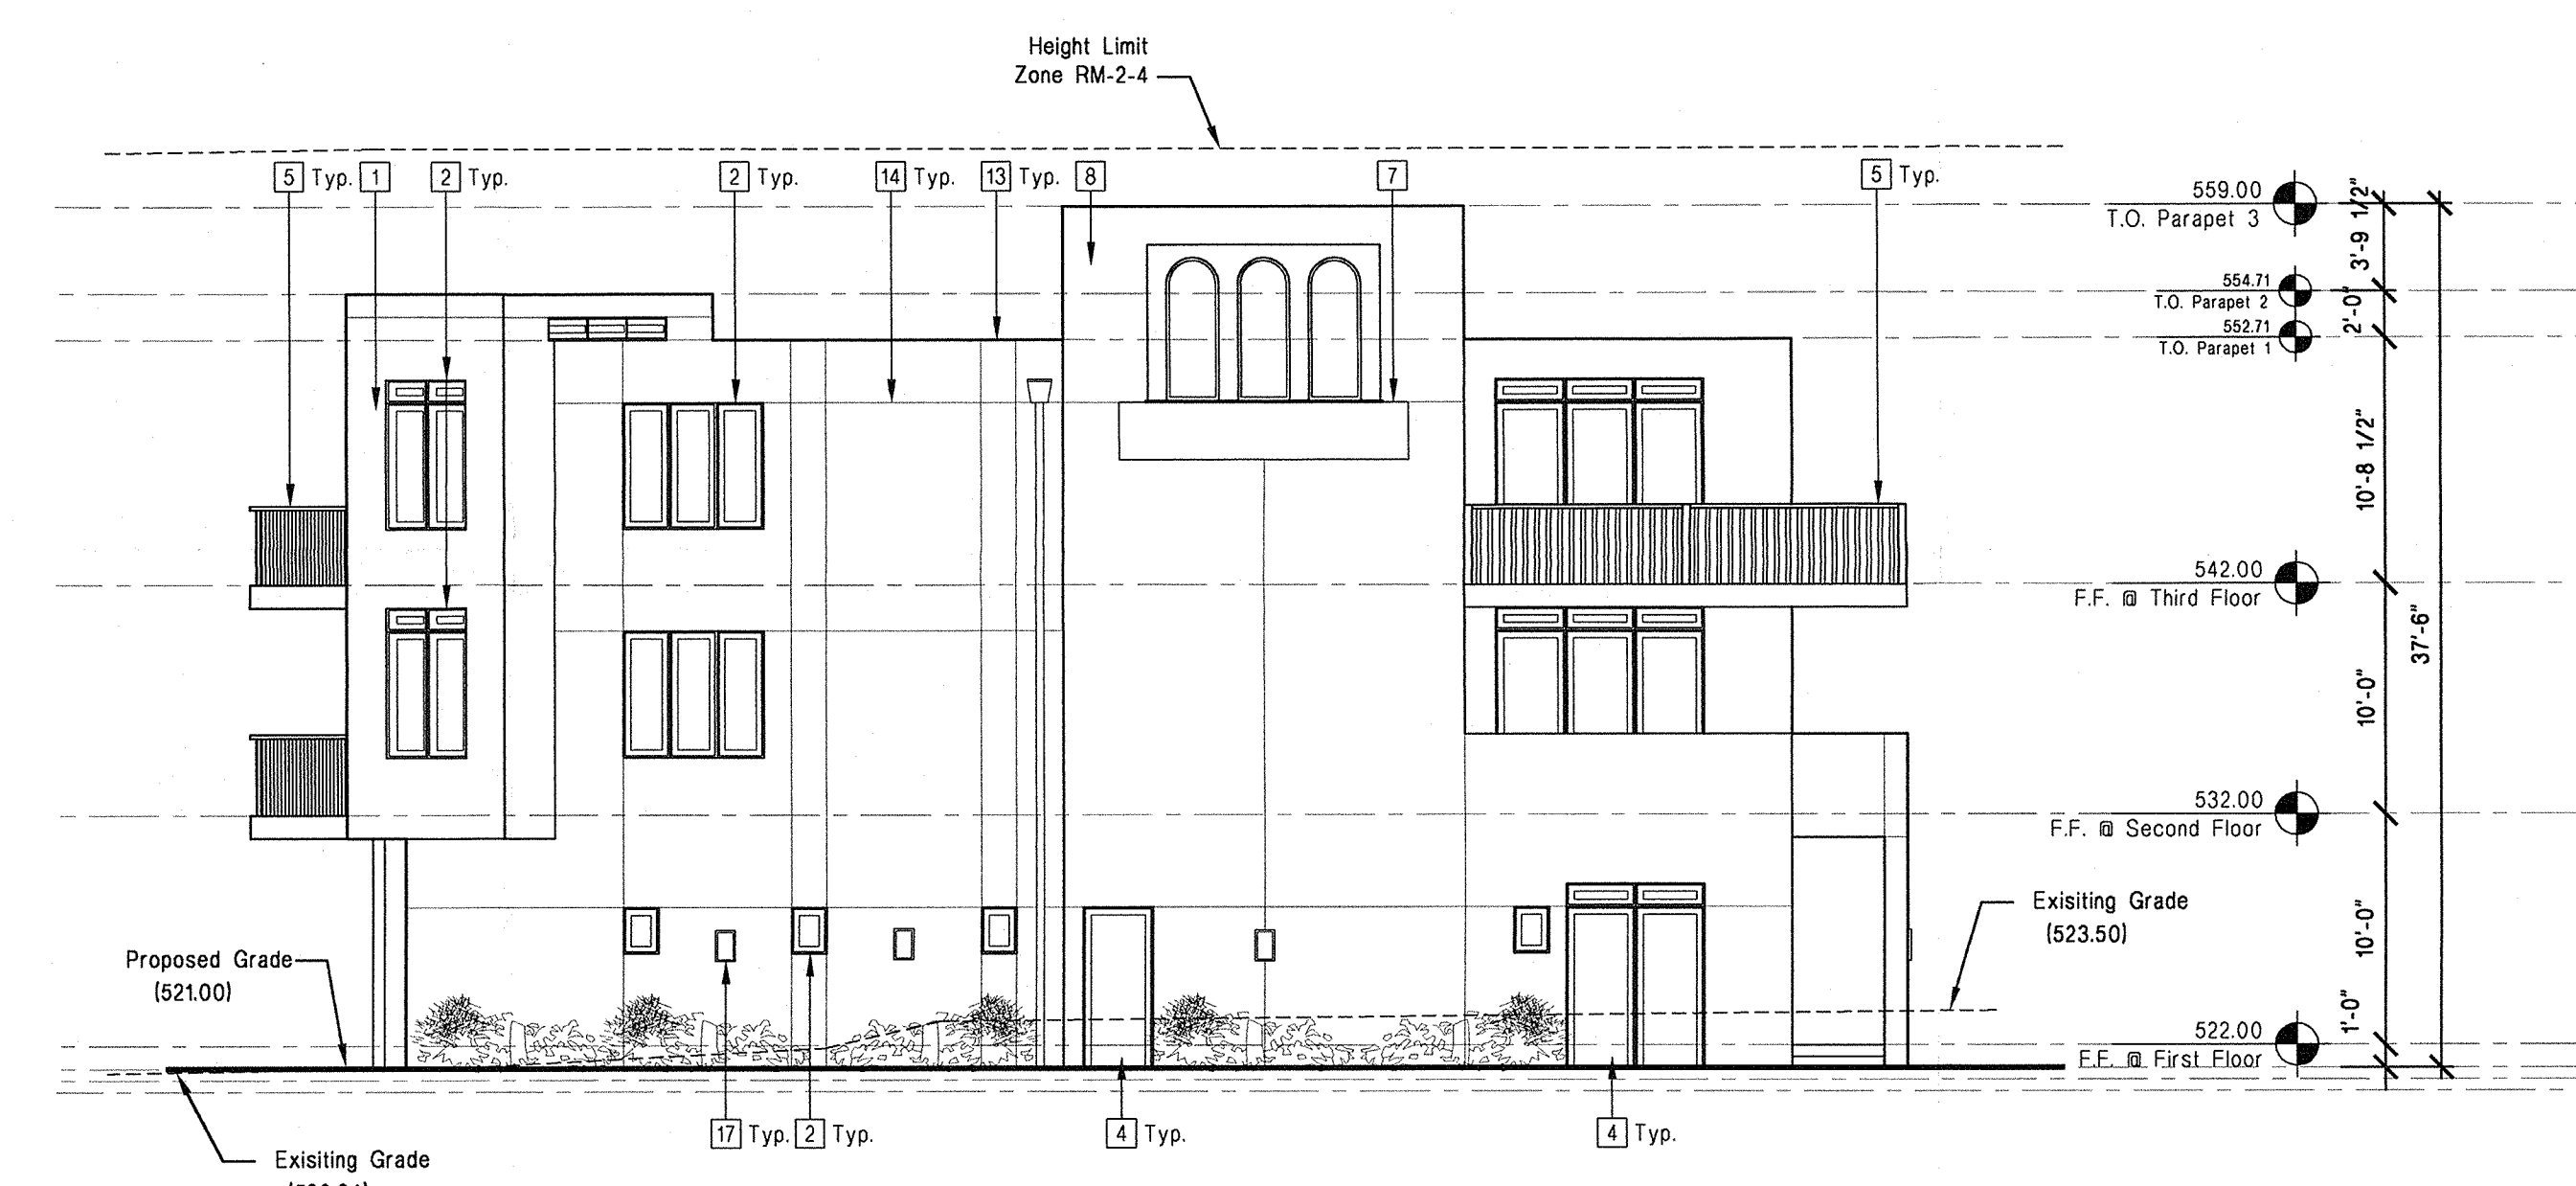 Height Limit
Zone RM-2-4
5 Typ. 1 2 Typ. 2 Typ. 14 Typ. 13 Typ. 8 7 5 Typ.
559.00
T.O. Parapet 3
3'-9 1/2"
554.71
T.O. Parapet 2
2'-0"
552.71
T.O. Parapet 1
10'-8 1/2"
542.00
F.F. @ Third Floor
37'-6"
10'-0"
532.00
F.F. @ Second Floor
Exisiting Grade
(523.50)
10'-0"
Proposed Grade
(521.00)
1'-0"
522.00
F.F. @ First Floor
17 Typ. 2 Typ. 4 Typ. 4 Typ.
Exisiting Grade